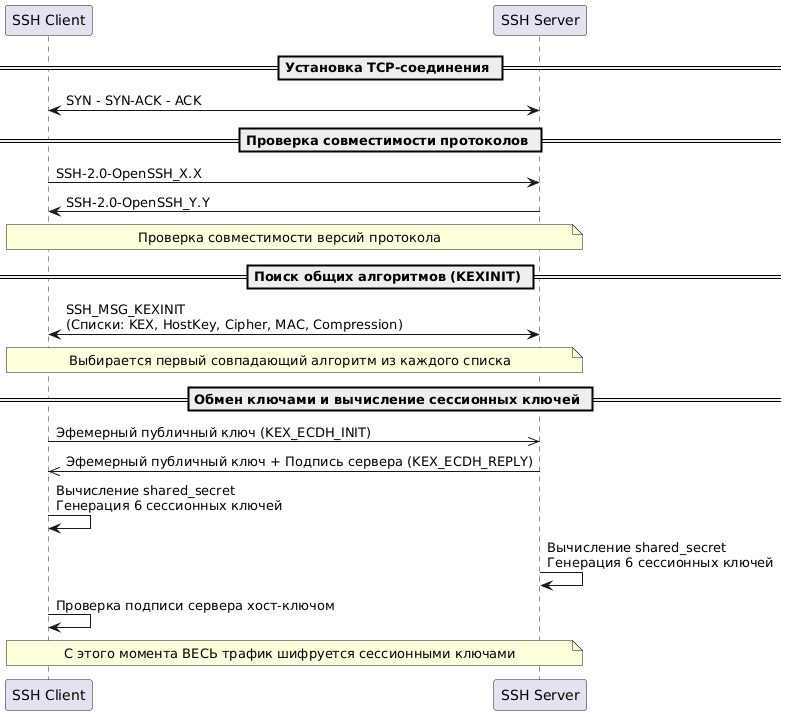 SSH Client SSH Server
Установка TCP-соединения
SYN - SYN-ACK - ACK
Проверка совместимости протоколов
SSH-2.0-OpenSSH_X.X
SSH-2.0-OpenSSH_Y.Y
Проверка совместимости версий протокола
Поиск общих алгоритмов (KEXINIT)
SSH_MSG_KEXINIT
(Списки: KEX, HostKey, Cipher, MAC, Compression)
Выбирается первый совпадающий алгоритм из каждого списка
Обмен ключами и вычисление сессионных ключей
Эфемерный публичный ключ (KEX_ECDH_INIT)
Эфемерный публичный ключ + Подпись сервера (KEX_ECDH_REPLY)
Вычисление shared_secret
Генерация 6 сессионных ключей
Вычисление shared_secret
Генерация 6 сессионных ключей
Проверка подписи сервера хост-ключом
С этого момента ВЕСЬ трафик шифруется сессионными ключами
SSH Client SSH Server